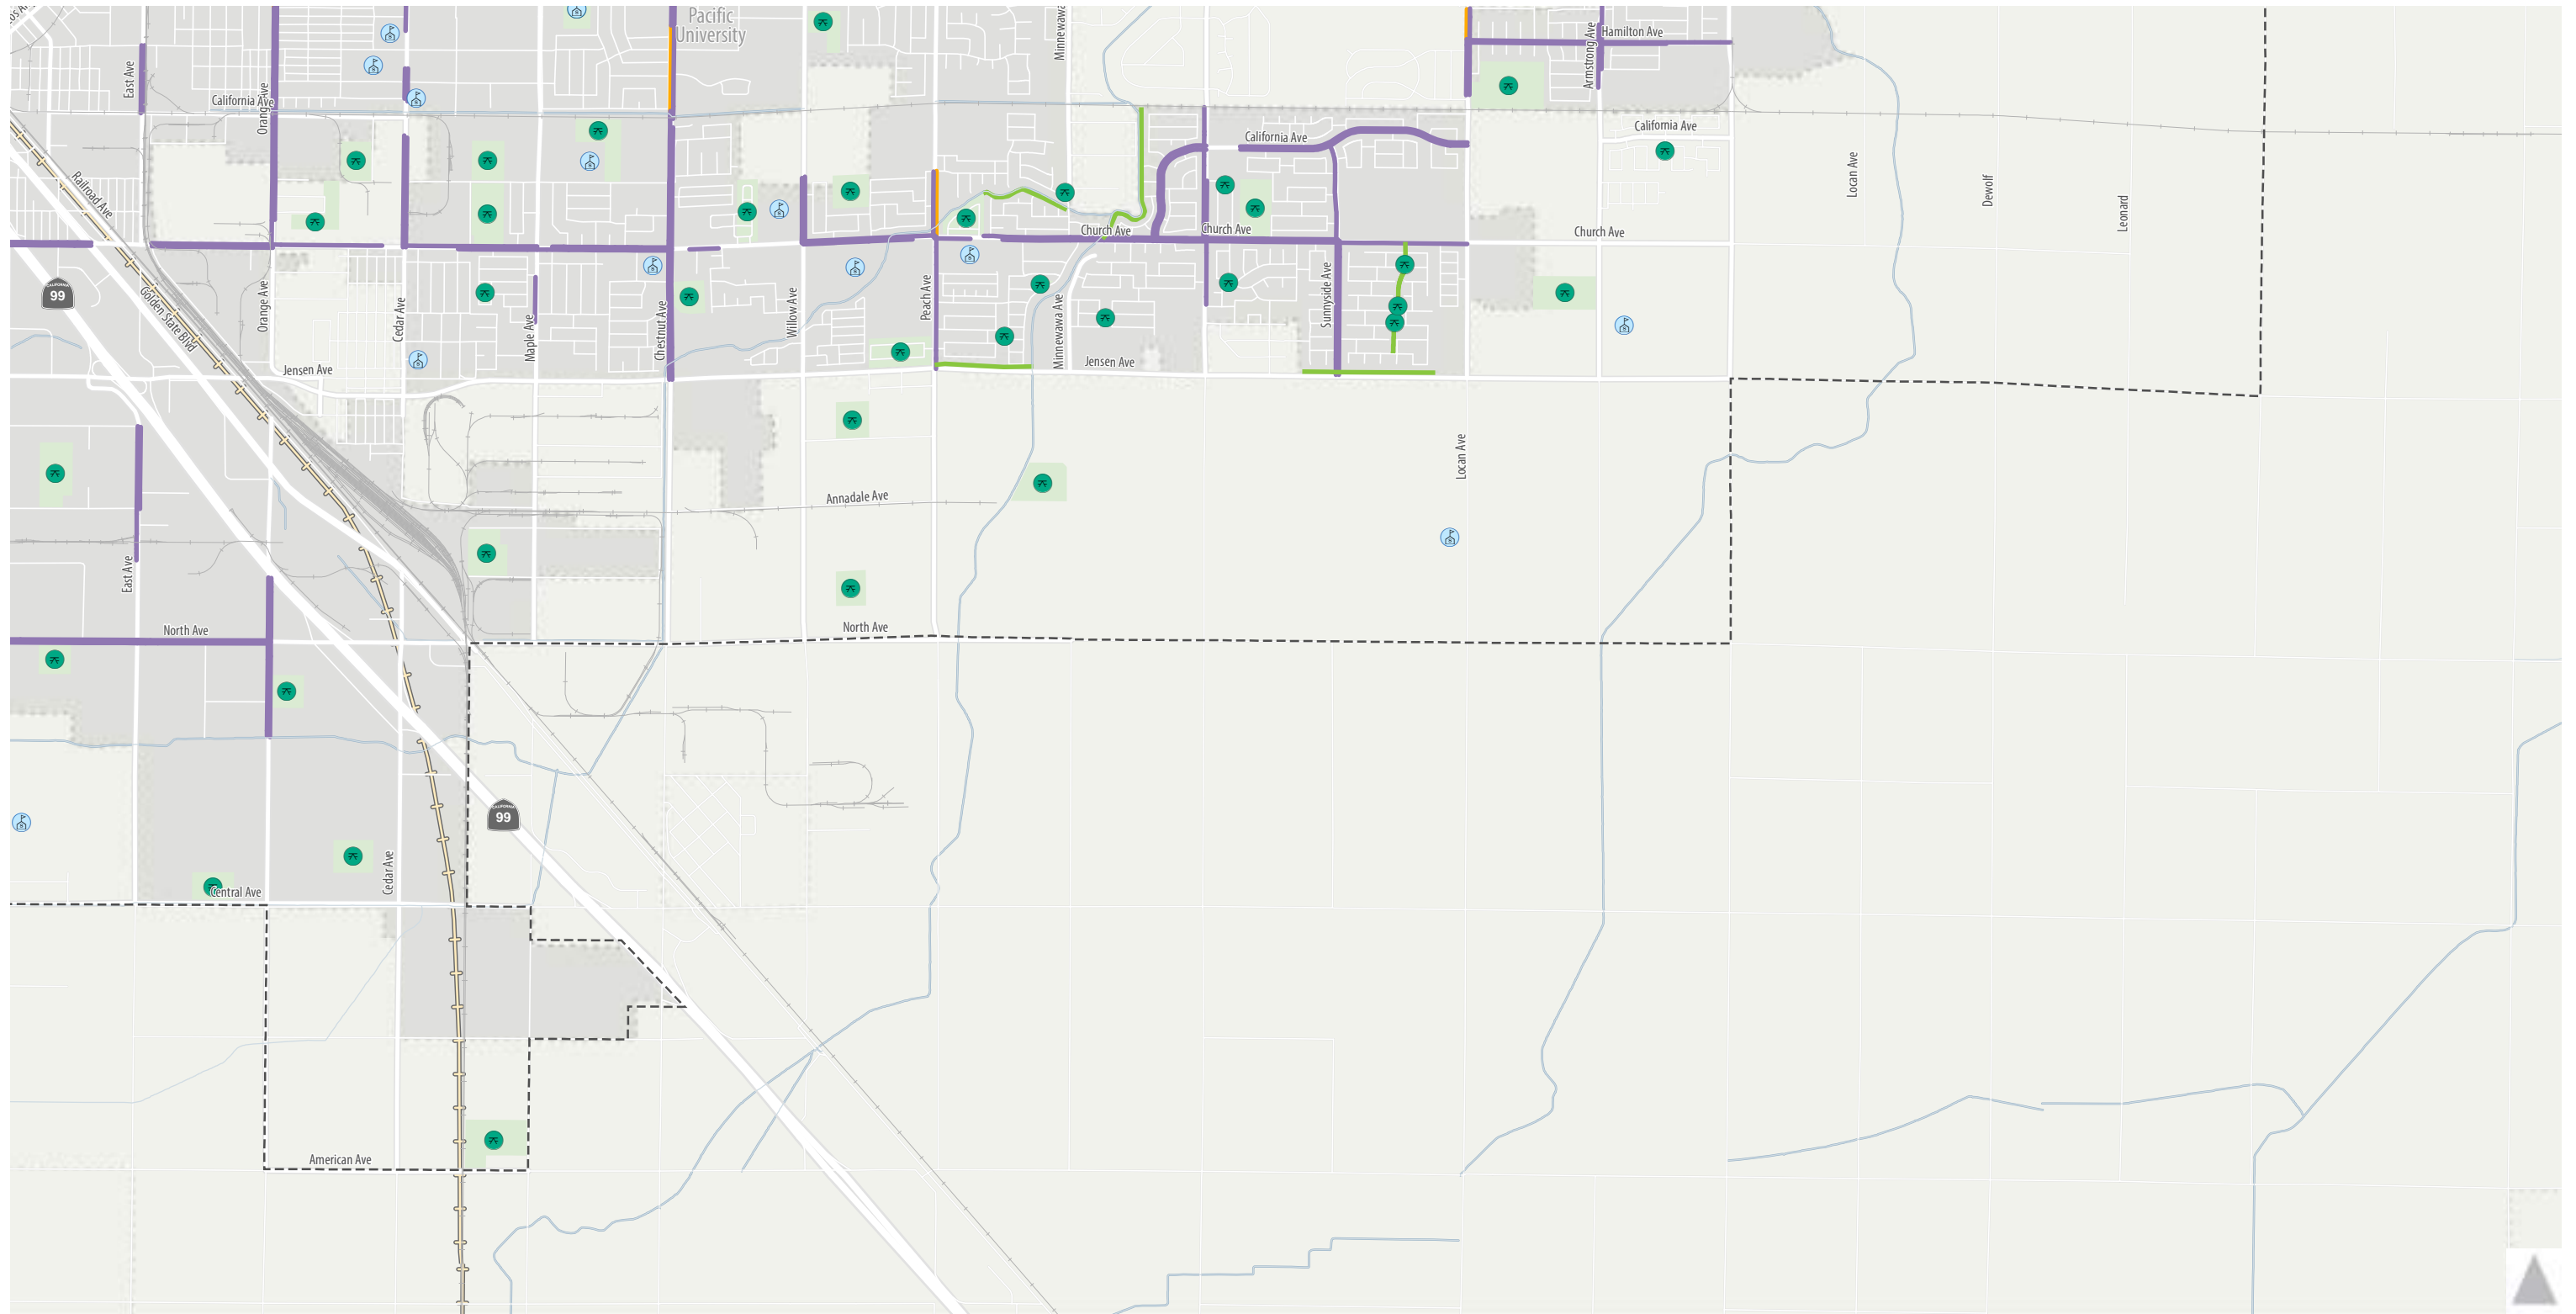 Pacific
University
Minnewawa
Hamilton Ave
Armstrong Ave
East Ave
California Ave
Orange Ave
California Ave
California Ave
Locan Ave
Dewolf
Leonard
Railroad Ave
Church Ave
Church Ave
Church Ave
CALIFORNIA
99
Golden State Blvd
Orange Ave
Cedar Ave
Maple Ave
Chestnut Ave
Willow Ave
Peach Ave
Minnewawa Ave
Sunnyside Ave
Jensen Ave
Jensen Ave
Locan Ave
Annadale Ave
East Ave
North Ave
North Ave
CALIFORNIA
99
Cedar Ave
Central Ave
American Ave